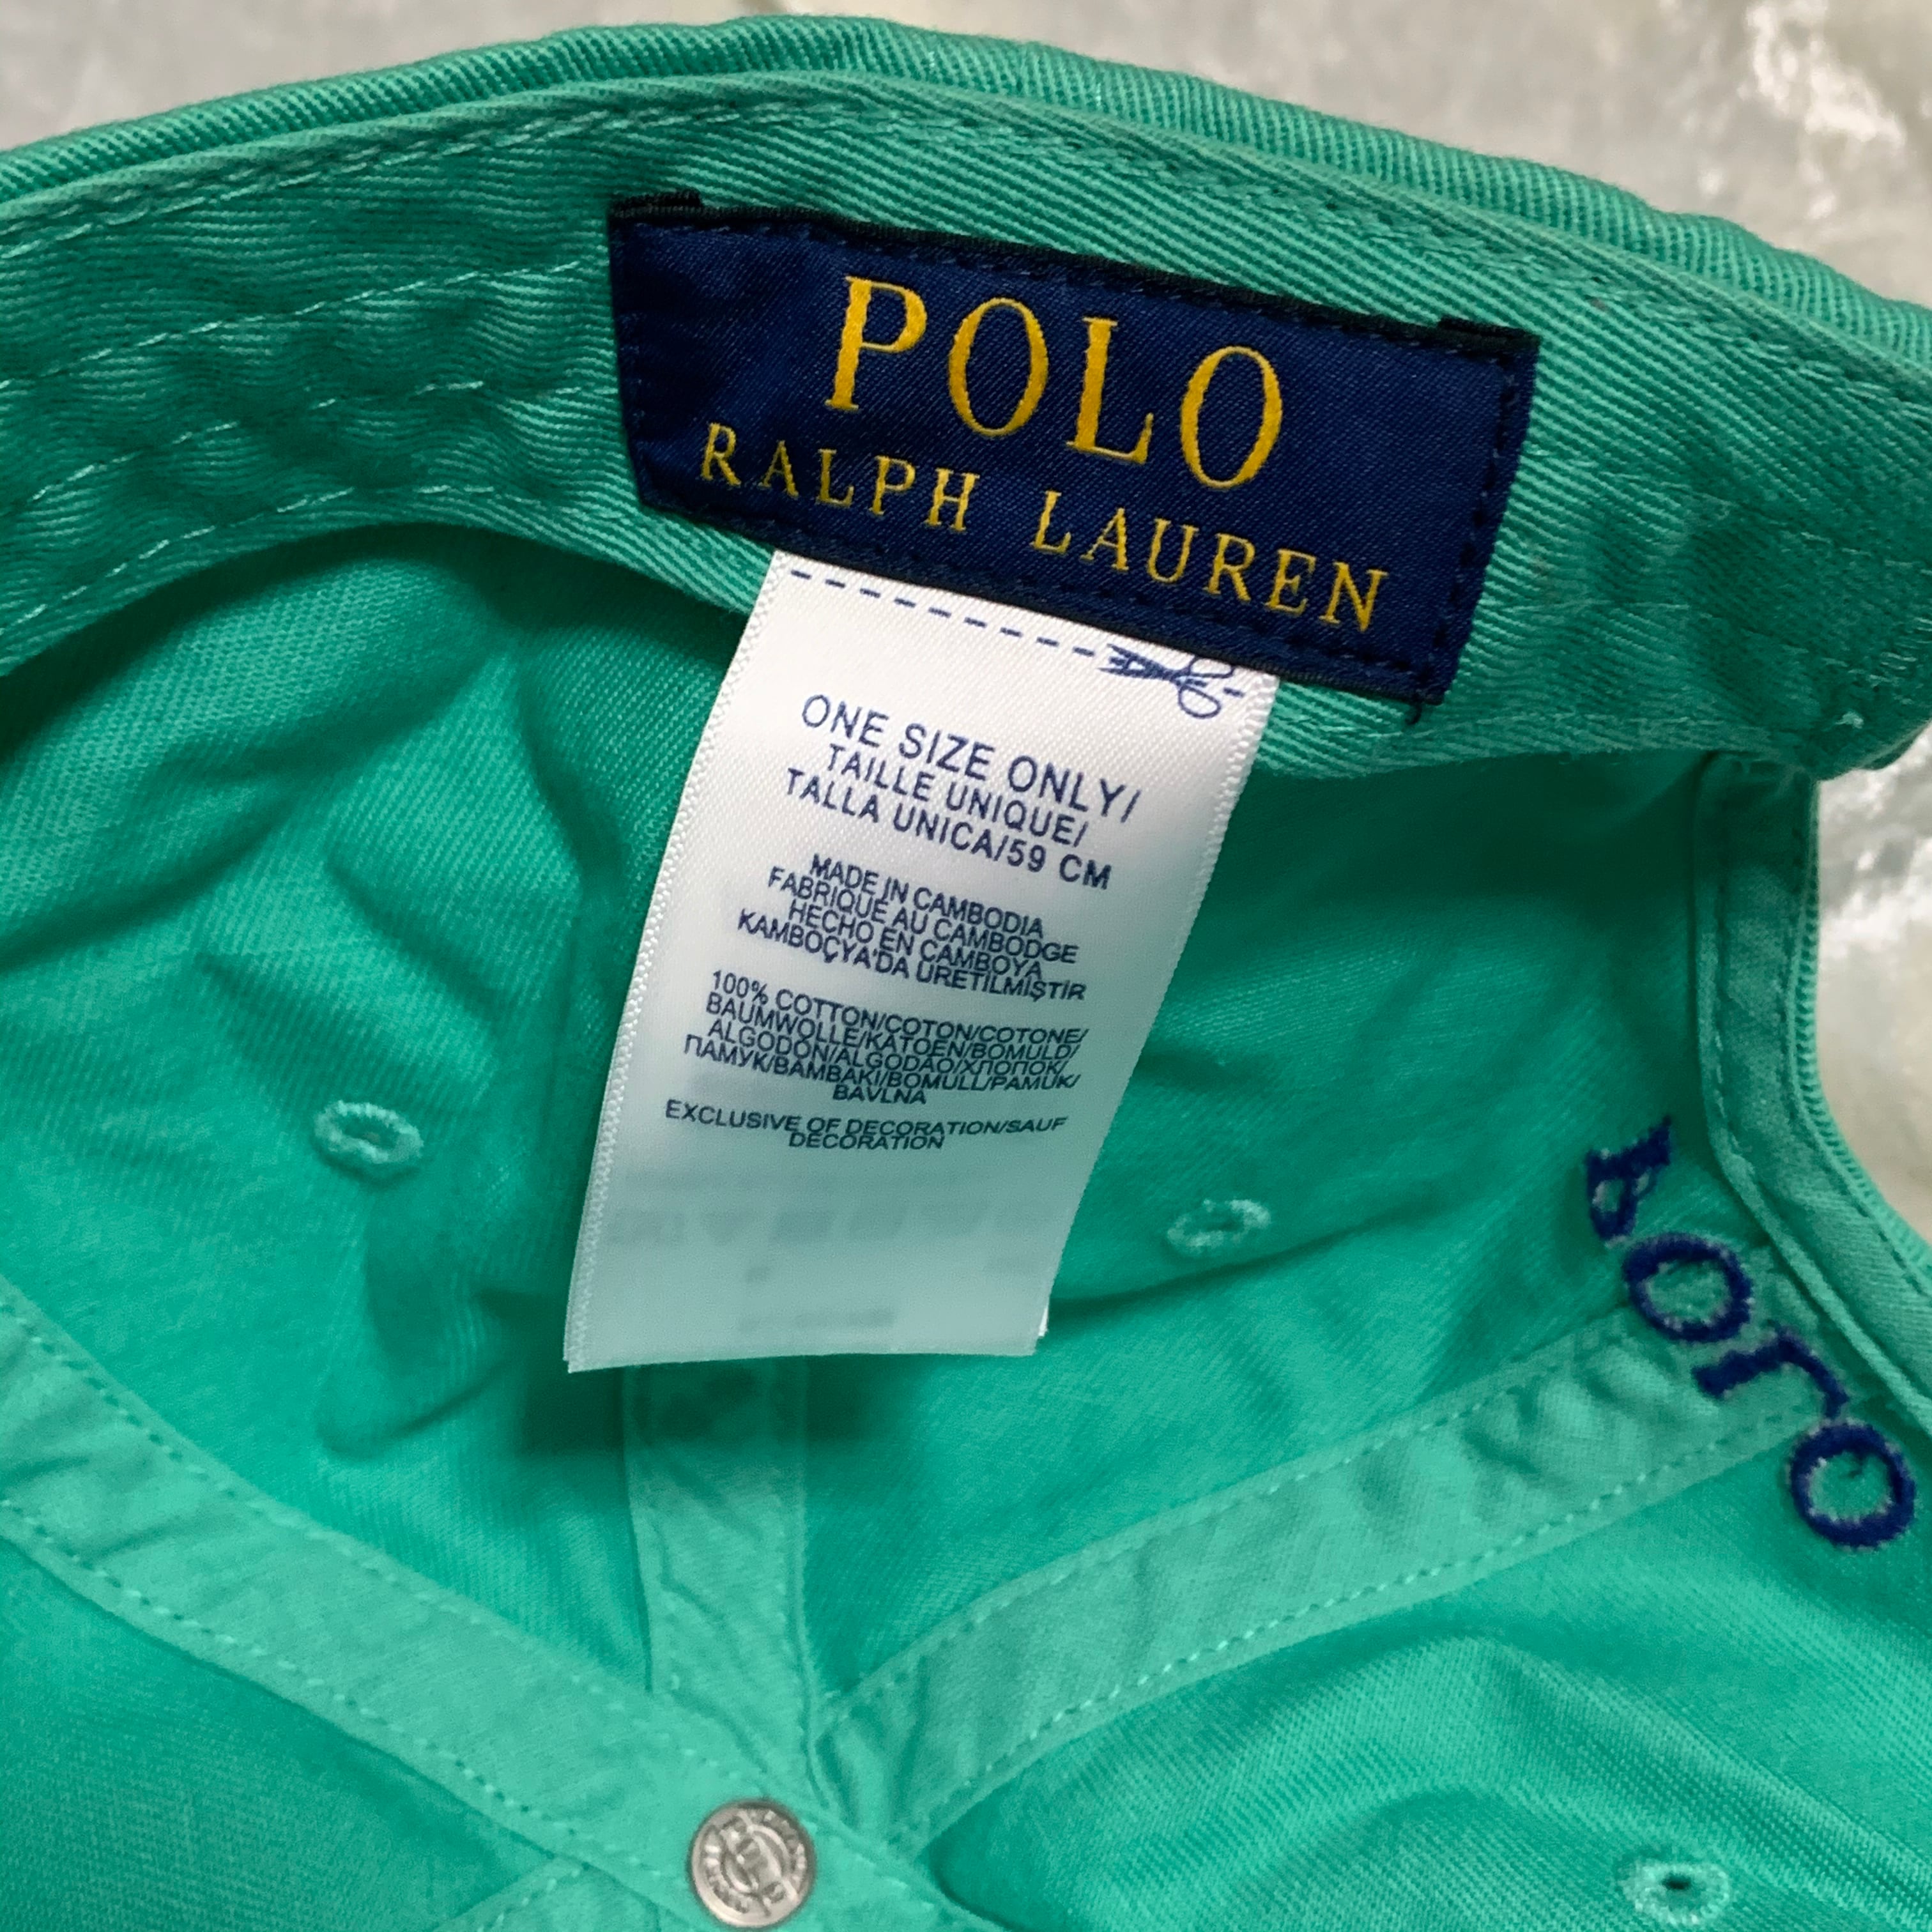 POLO
RALPH LAUREN
ONE SIZE ONLY/
TAILLE UNIQUE/
TALLA UNICA/59 CM
MADE IN CAMBODIA
FABRIQUE AU CAMBODGE
HECHO EN CAMBOYA
KAMBOÇYA'DA ÜRETILMIŞTIR
100% COTTON/COTON/COTONE/
BAUMWOLLE/KATOEN/BOMULD/
ALGODON/ALGODAO/ХЛОПОК/
ПАМУК/ΒΑΜΒΑΚΙ/BOMULL/PAMUK/
BAVLNA
EXCLUSIVE OF DECORATION/SAUF
DECORATION
POLO